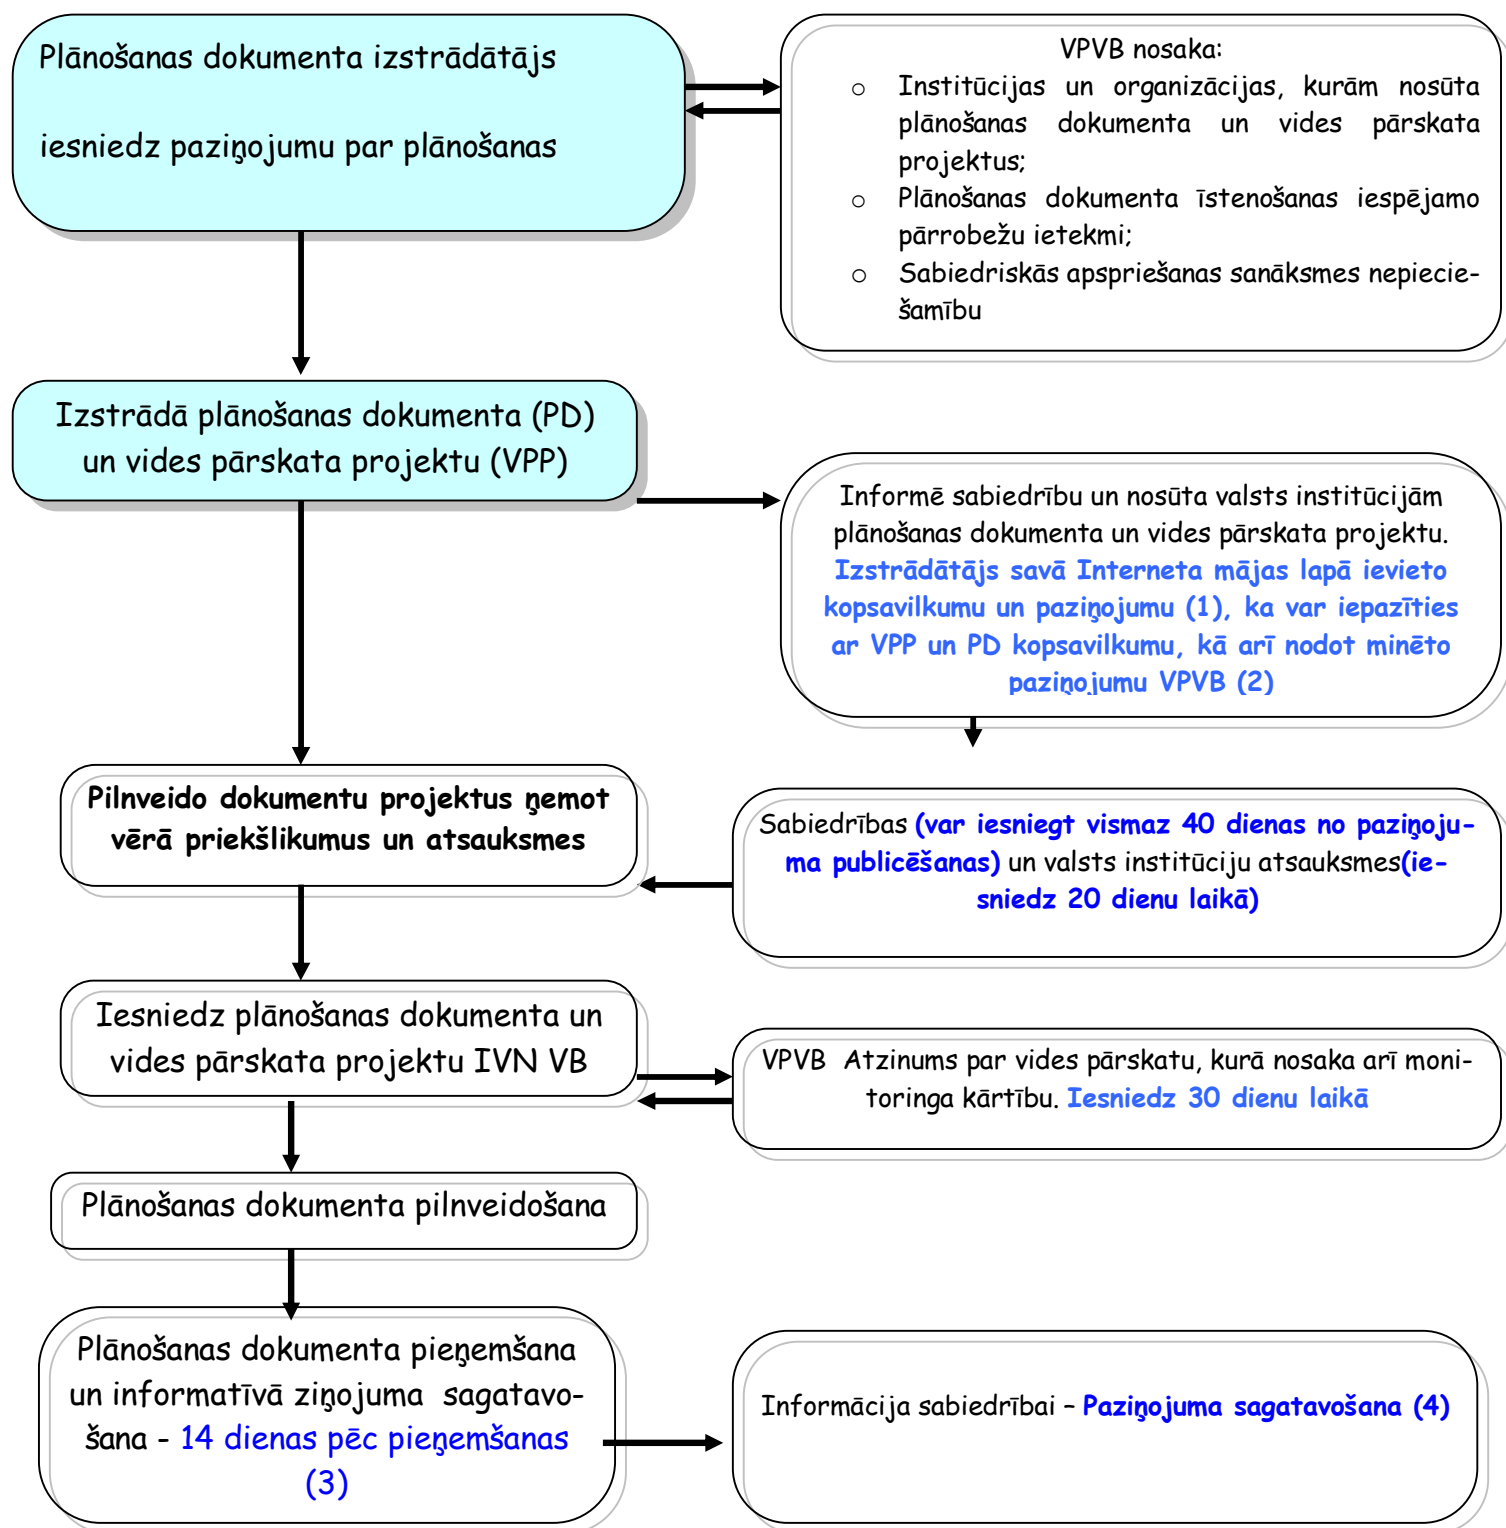 Plānošanas dokumenta izstrādātājs
iesniedz paziņojumu par plānošanas
VPVB nosaka:
o Institūcijas un organizācijas, kurām nosūta
plānošanas dokumenta un vides pārskata
projektus;
o Plānošanas dokumenta īstenošanas iespējamo
pārrobežu ietekmi;
o Sabiedriskās apspriešanas sanāksmes nepiecie-
šamību
Izstrādā plānošanas dokumenta (PD)
un vides pārskata projektu (VPP)
Informē sabiedrību un nosūta valsts institūcijām
plānošanas dokumenta un vides pārskata projektu.
Izstrādātājs savā Interneta mājas lapā ievieto
kopsavilkumu un paziņojumu (1), ka var iepazīties
ar VPP un PD kopsavilkumu, kā arī nodot minēto
paziņojumu VPVB (2)
Pilnveido dokumentu projektus ņemot
vērā priekšlikumus un atsauksmes
Sabiedrības (var iesniegt vismaz 40 dienas no paziņoju-
ma publicēšanas) un valsts institūciju atsauksmes(ie-
sniedz 20 dienu laikā)
Iesniedz plānošanas dokumenta un
vides pārskata projektu IVN VB
VPVB  Atzinums par vides pārskatu, kurā nosaka arī moni-
toringa kārtību. Iesniedz 30 dienu laikā
Plānošanas dokumenta pilnveidošana
Plānošanas dokumenta pieņemšana
un informatīvā ziņojuma  sagatavo-
šana - 14 dienas pēc pieņemšanas
(3)
Informācija sabiedrībai – Paziņojuma sagatavošana (4)